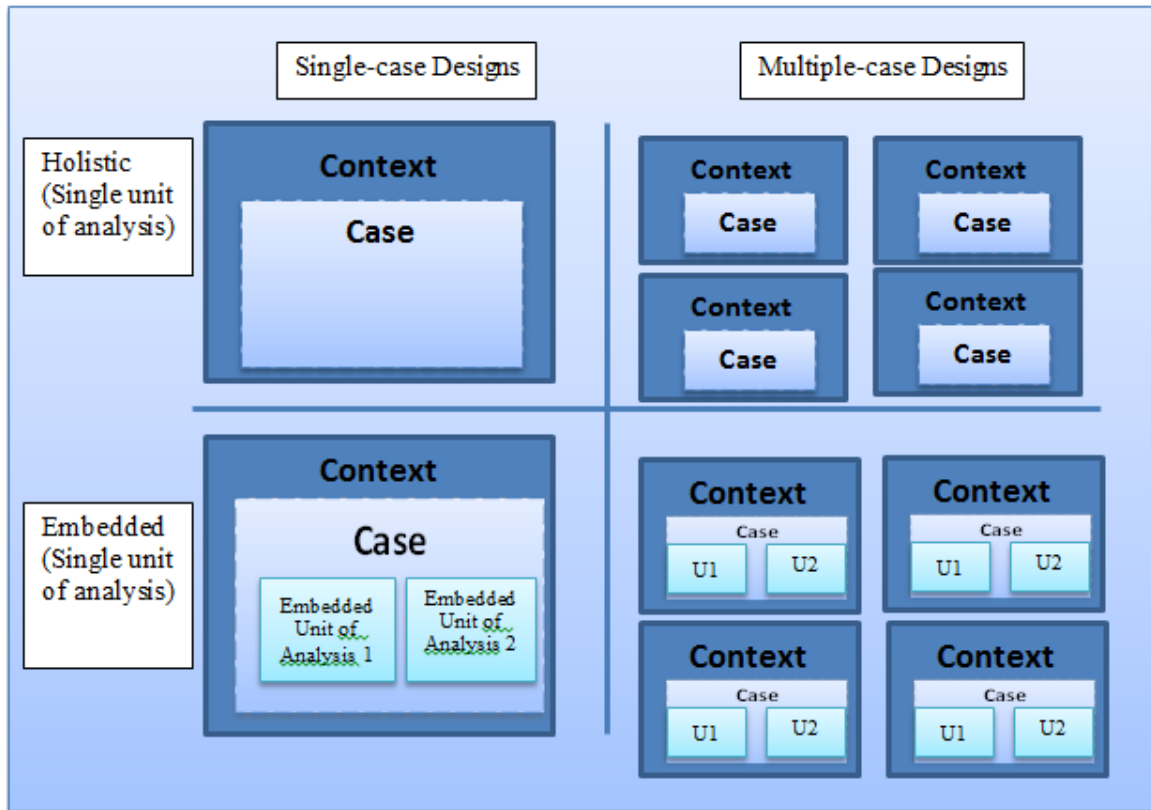 Single-case Designs
Multiple-case Designs
Holistic
(Single unit
of analysis)
Context
Case
Context
Case
Context
Case
Context
Case
Context
Case
Embedded
(Single unit
of analysis)
Context
Case
Embedded
Unit of
Analysis 1
Embedded
Unit of
Analysis 2
Context
Case
U1
U2
Context
Case
U1
U2
Context
Case
U1
U2
Context
Case
U1
U2